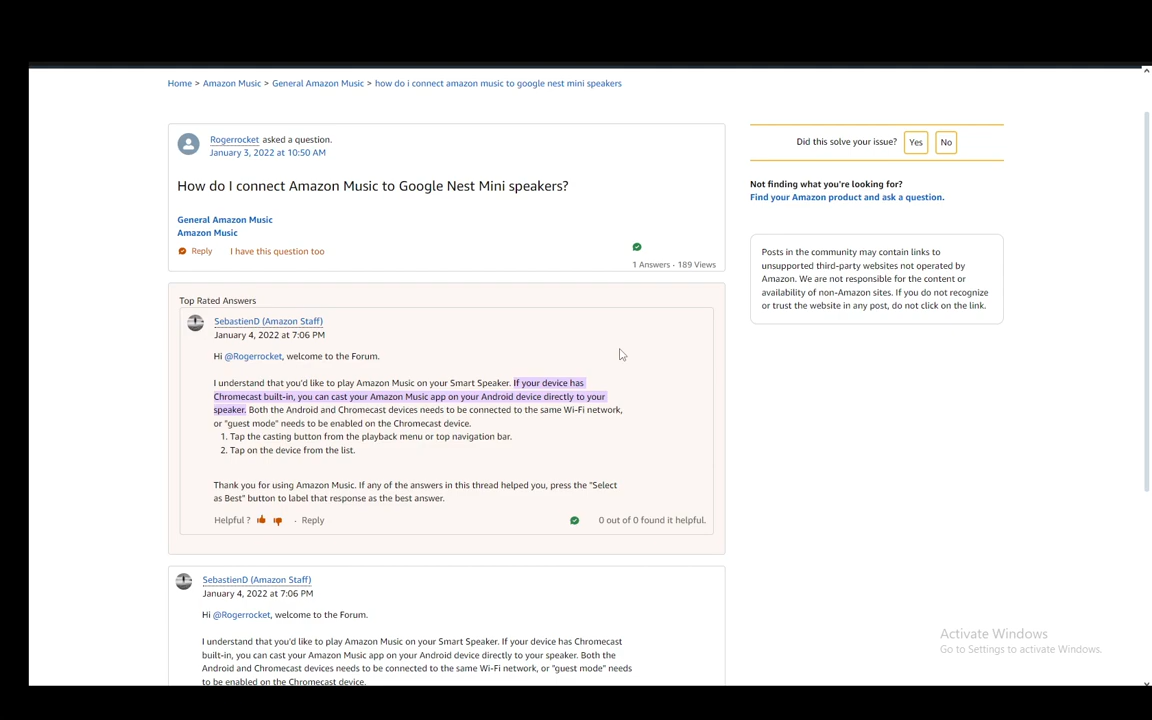 Home > Amazon Music > General Amazon Music > how do i connect amazon music to google nest mini speakers
Rogerrocket asked a question.
January 3, 2022 at 10:50 AM
How do I connect Amazon Music to Google Nest Mini speakers?
General Amazon Music
Amazon Music
Reply I have this question too
1 Answers - 189 Views
Top Rated Answers
SebastienD (Amazon Staff)
January 4, 2022 at 7:06 PM
Hi @Rogerrocket, welcome to the Forum.
I understand that you'd like to play Amazon Music on your Smart Speaker. If your device has
Chromecast built-in, you can cast your Amazon Music app on your Android device directly to your
speaker. Both the Android and Chromecast devices needs to be connected to the same Wi-Fi network,
or "guest mode" needs to be enabled on the Chromecast device.
1. Tap the casting button from the playback menu or top navigation bar.
2. Tap on the device from the list.
Thank you for using Amazon Music. If any of the answers in this thread helped you, press the "Select
as Best" button to label that response as the best answer.
Helpful ? · Reply 0 out of 0 found it helpful.
SebastienD (Amazon Staff)
January 4, 2022 at 7:06 PM
Hi @Rogerrocket, welcome to the Forum.
I understand that you'd like to play Amazon Music on your Smart Speaker. If your device has Chromecast
built-in, you can cast your Amazon Music app on your Android device directly to your speaker. Both the
Android and Chromecast devices needs to be connected to the same Wi-Fi network, or "guest mode" needs
to be enabled on the Chromecast device.
Did this solve your issue? Yes No
Not finding what you're looking for?
Find your Amazon product and ask a question.
Posts in the community may contain links to
unsupported third-party websites not operated by
Amazon. We are not responsible for the content or
availability of non-Amazon sites. If you do not recognize
or trust the website in any post, do not click on the link.
Activate Windows
Go to Settings to activate Windows.